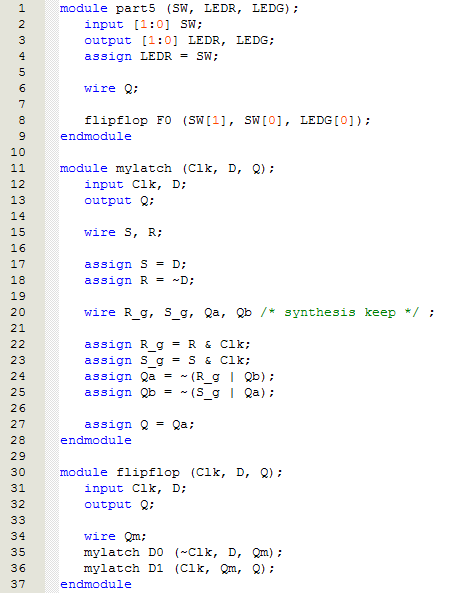 1 module part5 (SW, LEDR, LEDG);
2 input [1:0] SW;
3 output [1:0] LEDR, LEDG;
4 assign LEDR = SW;
5
6 wire Q;
7
8 flipflop F0 (SW[1], SW[0], LEDG[0]);
9 endmodule
10
11 module mylatch (Clk, D, Q);
12 input Clk, D;
13 output Q;
14
15 wire S, R;
16
17 assign S = D;
18 assign R = ~D;
19
20 wire R_g, S_g, Qa, Qb /* synthesis keep */ ;
21
22 assign R_g = R & Clk;
23 assign S_g = S & Clk;
24 assign Qa = ~(R_g | Qb);
25 assign Qb = ~(S_g | Qa);
26
27 assign Q = Qa;
28 endmodule
29
30 module flipflop (Clk, D, Q);
31 input Clk, D;
32 output Q;
33
34 wire Qm;
35 mylatch D0 (~Clk, D, Qm);
36 mylatch D1 (Clk, Qm, Q);
37 endmodule